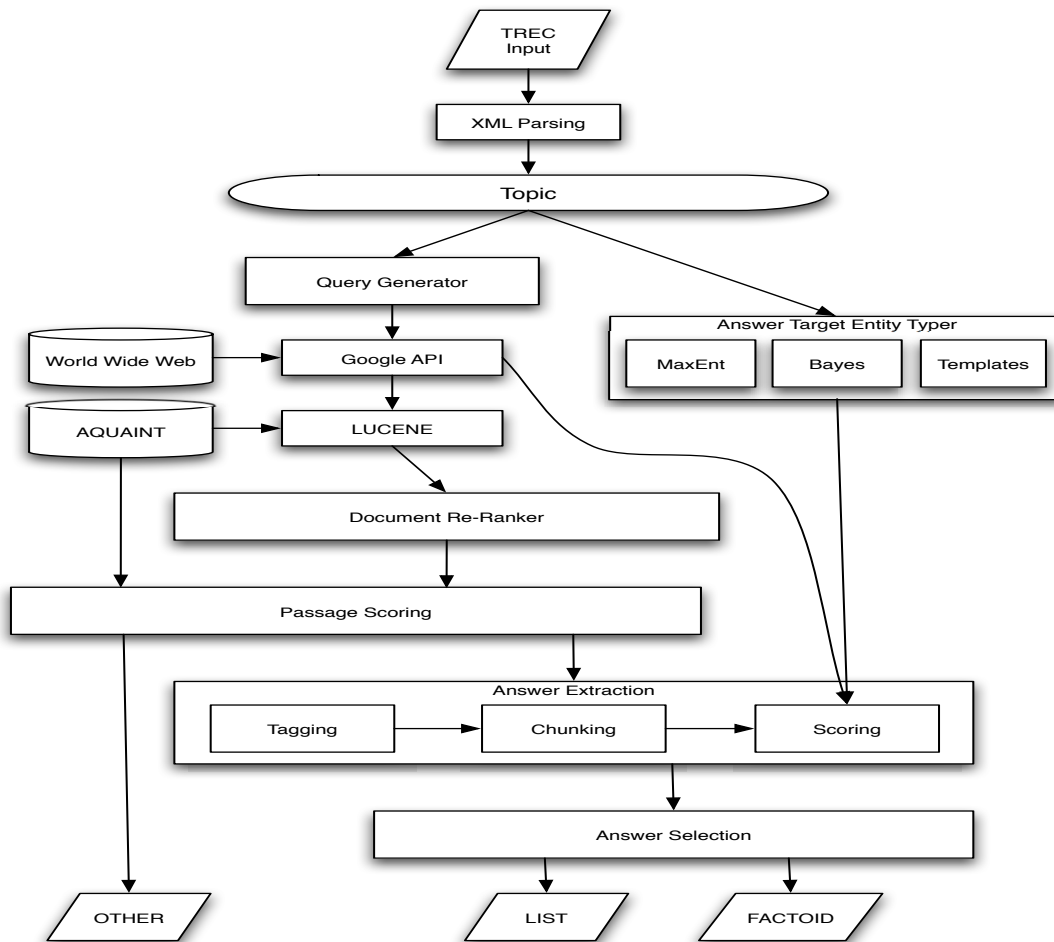 TREC
Input
XML Parsing
Topic
Query Generator
Answer Target Entity Typer
World Wide Web
Google API
MaxEnt
Bayes
Templates
AQUAINT
LUCENE
Document Re-Ranker
Passage Scoring
Answer Extraction
Tagging
Chunking
Scoring
Answer Selection
OTHER
LIST
FACTOID